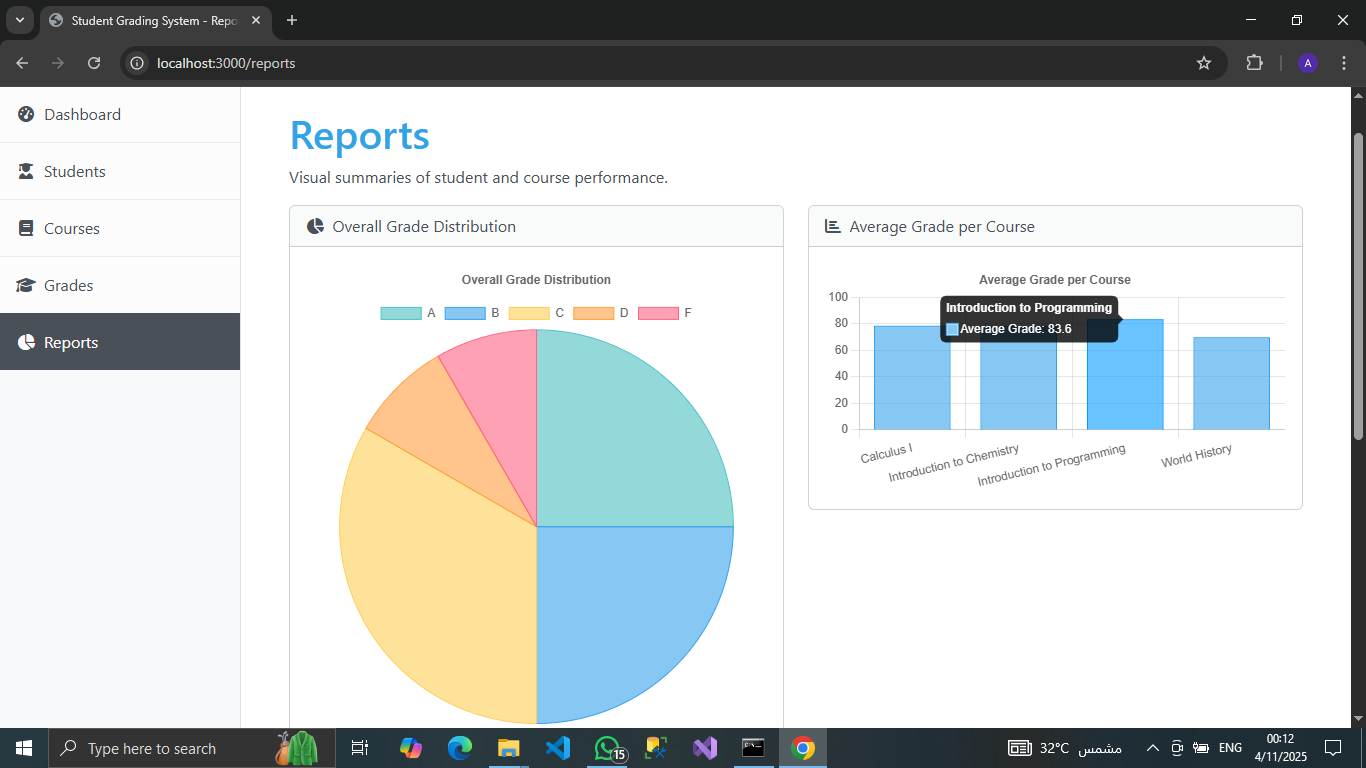 Student Grading System - Repo
localhost:3000/reports
A
Dashboard
Students
Courses
Grades
Reports
Reports
Visual summaries of student and course performance.
Overall Grade Distribution
Overall Grade Distribution
A B C D F
Average Grade per Course
Average Grade per Course
100
80
60
40
20
0
Introduction to Programming
Average Grade: 83.6
Calculus I
Introduction to Chemistry
Introduction to Programming
World History
Type here to search
15
32°C مشمس
ENG
00:12
4/11/2025